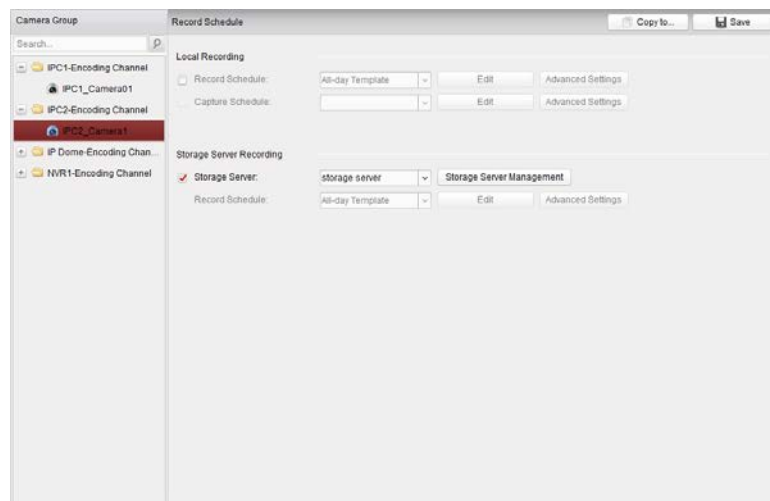 Camera Group
Search...
IPC1-Encoding Channel
IPC1_Camera01
IPC2-Encoding Channel
IPC2_Camera1
IP Dome-Encoding Chan...
NVR1-Encoding Channel
Record Schedule
Copy to...
Save
Local Recording
Record Schedule: All-day Template Edit Advanced Settings
Capture Schedule: Edit Advanced Settings
Storage Server Recording
Storage Server: storage server Storage Server Management
Record Schedule: All-day Template Edit Advanced Settings